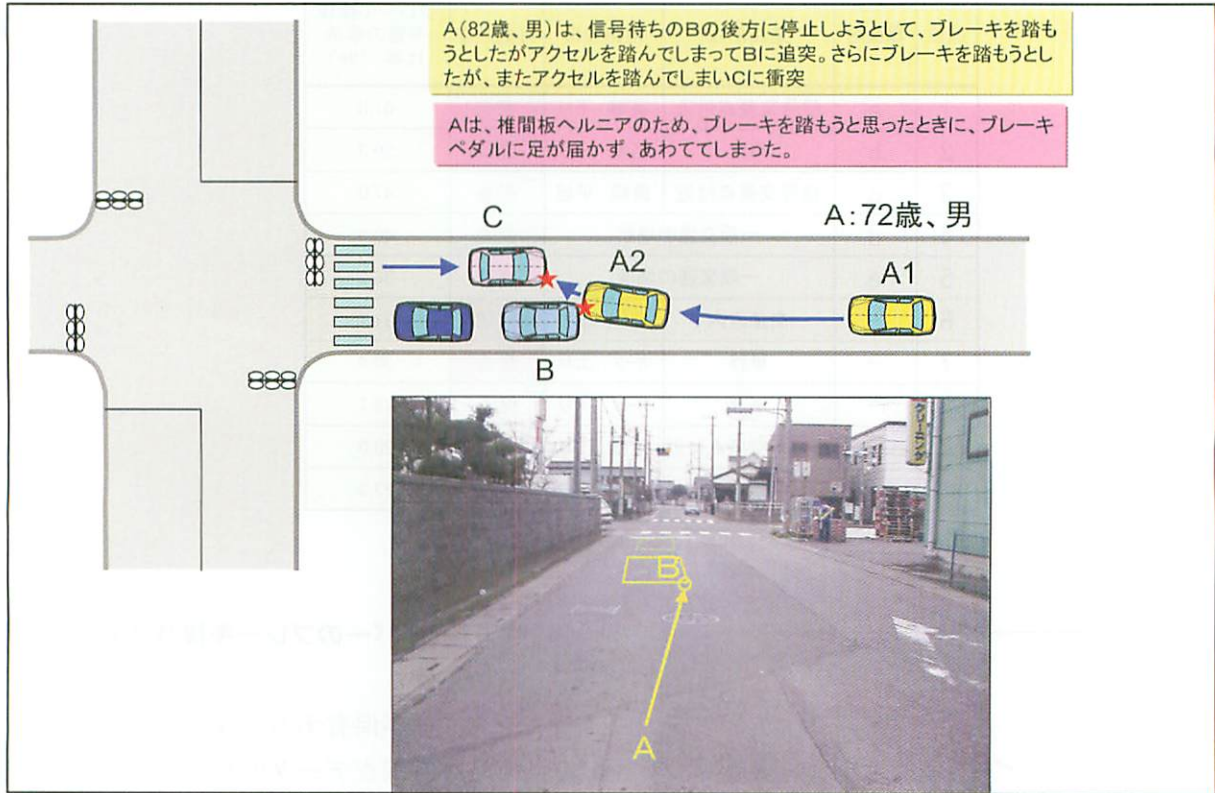 A(82歳、男)は、信号待ちのBの後方に停止しようとして、ブレーキを踏も
うとしたがアクセルを踏んでしまってBに追突。さらにブレーキを踏もうとし
たが、またアクセルを踏んでしまいCに衝突
Aは、椎間板ヘルニアのため、ブレーキを踏もうと思ったときに、ブレーキ
ペダルに足が届かず、あわててしまった。
A:72歳、男
C
A2
A1
B
クリーニング
B
A